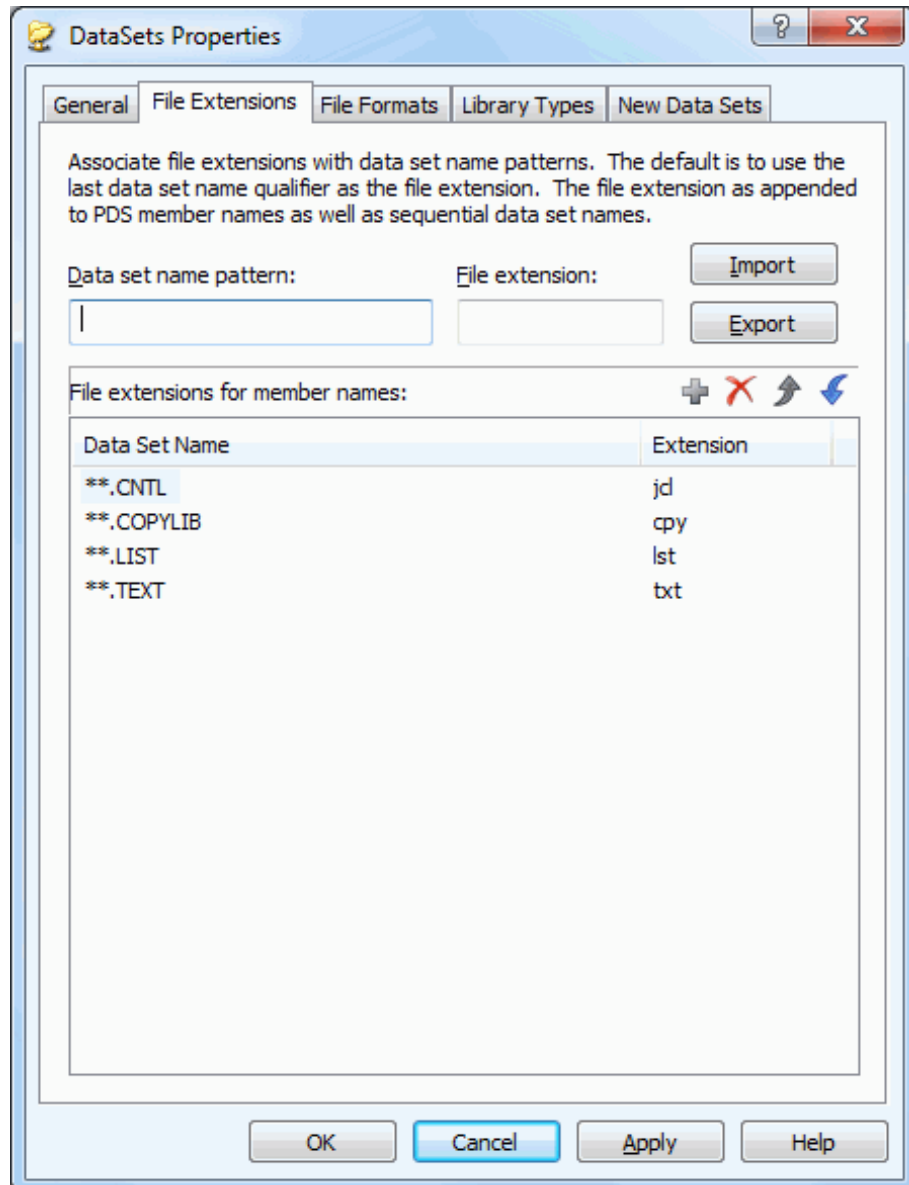 DataSets Properties
General File Extensions File Formats Library Types New Data Sets
Associate file extensions with data set name patterns. The default is to use the
last data set name qualifier as the file extension. The file extension as appended
to PDS member names as well as sequential data set names.
Data set name pattern: File extension: Import
Export
File extensions for member names:
Data Set Name Extension
**.CNTL jcl
**.COPYLIB cpy
**.LIST lst
**.TEXT txt
OK Cancel Apply Help